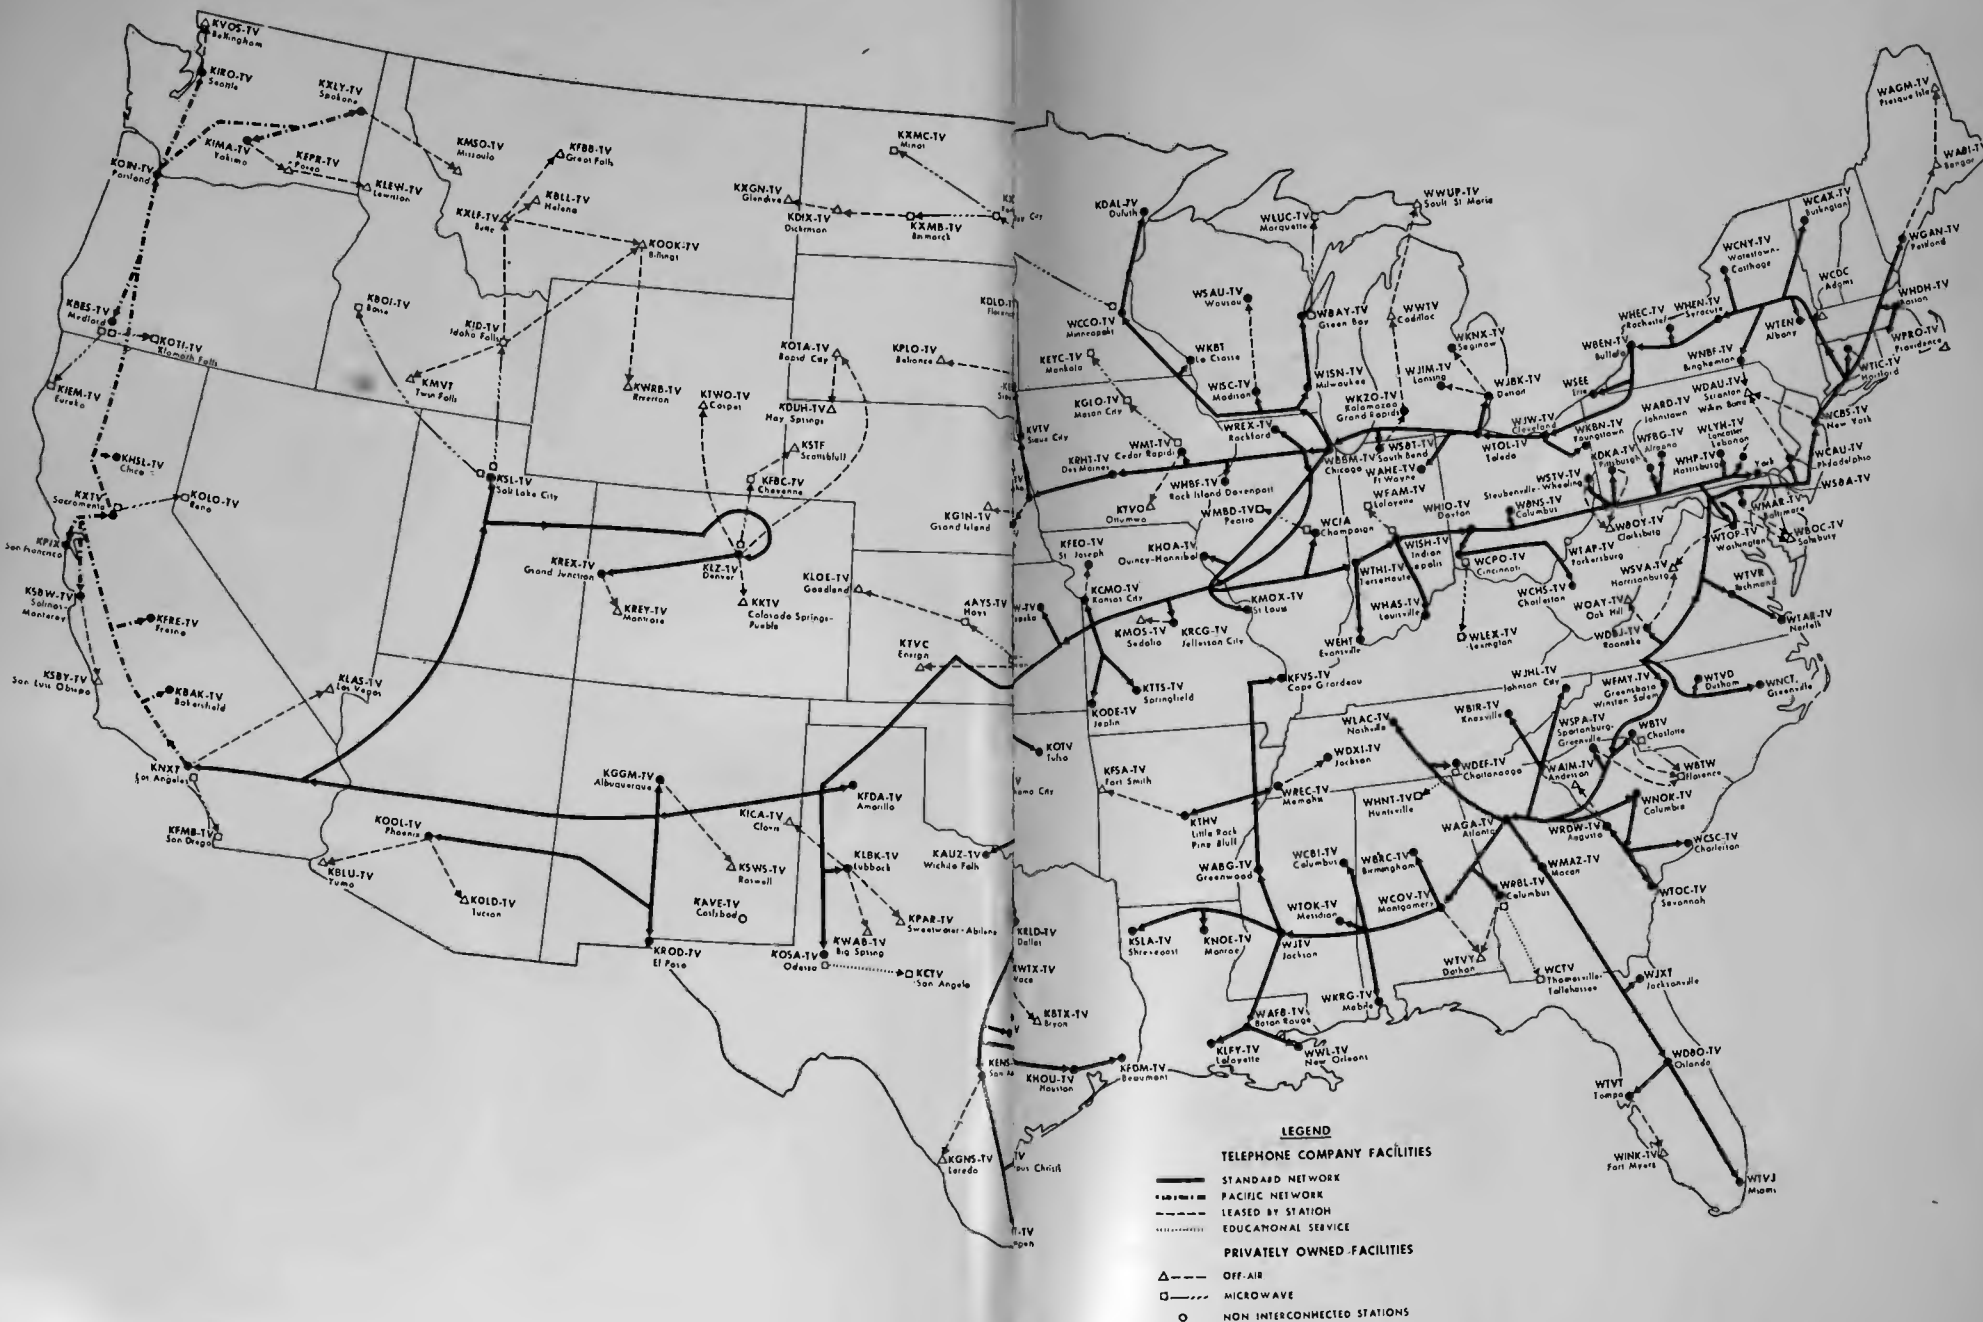 KVOS-TV
Bellingham
KIRO-TV
Seattle
KXLY-TV
Spokane
KIMA-TV
Yakima
KEPR-TV
Pasco
KLEW-TV
Lewiston
KOIN-TV
Portland
KMSO-TV
Missoula
KFBB-TV
Great Falls
KBLL-TV
Helena
KXLF-TV
Butte
KOOK-TV
Billings
KXGN-TV
Glendive
KDIX-TV
Dickinson
KXMC-TV
Minot
KXMB-TV
Bismarck
KBES-TV
Medford
KOTI-TV
Klamath Falls
KIEM-TV
Eureka
KBOI-TV
Boise
KID-TV
Idaho Falls
KMVT
Twin Falls
KWRB-TV
Riverton
KTWO-TV
Casper
KOTA-TV
Rapid City
KDUH-TV
Hay Springs
KPLO-TV
Reliance
KSTF
Scottsbluff
KFBC-TV
Cheyenne
KHSL-TV
Chico
KXTV
Sacramento
KOLO-TV
Reno
KSL-TV
Salt Lake City
KPIX
San Francisco
KSBW-TV
Salinas-
Monterey
KFRE-TV
Fresno
KSBY-TV
San Luis Obispo
KBAK-TV
Bakersfield
KLAS-TV
Las Vegas
KNXT
Los Angeles
KFMB-TV
San Diego
KREX-TV
Grand Junction
KREY-TV
Montrose
KLZ-TV
Denver
KKTV
Colorado Springs-
Pueblo
KGIN-TV
Grand Island
KLOE-TV
Goodland
KAYS-TV
Hays
KTVC
Ensign
KGGM-TV
Albuquerque
KOOL-TV
Phoenix
KBLU-TV
Yuma
KOLD-TV
Tucson
KSWS-TV
Roswell
KAVE-TV
Carlsbad
KICA-TV
Clovis
KFDA-TV
Amarillo
KLBK-TV
Lubbock
KPAR-TV
Sweetwater-Abilene
KWAB-TV
Big Spring
KROD-TV
El Paso
KOSA-TV
Odessa
KCTV
San Angelo
KAUZ-TV
Wichita Falls
KGNS-TV
Laredo
KDAL-TV
Duluth
WCCO-TV
Minneapolis
WLUC-TV
Marquette
WWUP-TV
Sault St Marie
WSAU-TV
Wausau
WBAY-TV
Green Bay
WWTV
Cadillac
WKNX-TV
Saginaw
WKBT
La Crosse
KEYC-TV
Mankato
WISC-TV
Madison
WISN-TV
Milwaukee
WJIM-TV
Lansing
WJBK-TV
Detroit
WKZO-TV
Kalamazoo
Grand Rapids
KGLO-TV
Mason City
KVTV
Sioux City
WREX-TV
Rockford
WMT-TV
Cedar Rapids
KRNT-TV
Des Moines
WHBF-TV
Rock Island Davenport
WBBM-TV
Chicago
WSBT-TV
South Bend
WANE-TV
Ft Wayne
WTOL-TV
Toledo
WJW-TV
Cleveland
KTVO
Ottumwa
WMBD-TV
Peoria
WCIA
Champaign
WFAM-TV
Lafayette
KFEQ-TV
St Joseph
KHQA-TV
Quincy-Hannibal
KCMO-TV
Kansas City
KMOS-TV
Sedalia
KRCG-TV
Jefferson City
KMOX-TV
St Louis
KTTS-TV
Springfield
KODE-TV
Joplin
WTHI-TV
Terre Haute
WISH-TV
Indianapolis
WHAS-TV
Louisville
WEHT
Evansville
WHIO-TV
Dayton
WBNS-TV
Columbus
WCPO-TV
Cincinnati
WLEX-TV
Lexington
WCHS-TV
Charleston
WTAP-TV
Parkersburg
WBOY-TV
Clarksburg
WSTV-TV
Steubenville-Wheeling
KDKA-TV
Pittsburgh
WKBN-TV
Youngstown
WSEE
Erie
WBEN-TV
Buffalo
WHEC-TV
Rochester
WHEN-TV
Syracuse
WCNY-TV
Watertown-
Carthage
WCAX-TV
Burlington
WCDC
Adams
WTEN
Albany
WNBF-TV
Binghamton
WDAU-TV
Scranton
Wilkes Barre
WARD-TV
Johnstown
WFBG-TV
Altoona
WLYH-TV
Lancaster
Lebanon
WHP-TV
Harrisburg
York
WSBA-TV
WCBS-TV
New York
WCAU-TV
Philadelphia
WTIC-TV
Hartford
WPRO-TV
Providence
WHDH-TV
Boston
WGAN-TV
Portland
WABI-TV
Bangor
WAGM-TV
Presque Isle
WMAR-TV
Baltimore
WTOP-TV
Washington
WBOC-TV
Salisbury
WSVA-TV
Harrisonburg
WOAY-TV
Oak Hill
WDBJ-TV
Roanoke
WTVR
Richmond
WTAR-TV
Norfolk
KFVS-TV
Cape Girardeau
KOTV
Tulsa
KFSA-TV
Fort Smith
KTHV
Little Rock
Pine Bluff
WREC-TV
Memphis
WDXI-TV
Jackson
WLAC-TV
Nashville
WBIR-TV
Knoxville
WJHL-TV
Johnson City
WFMY-TV
Greensboro
Winston Salem
WTVD
Durham
WNCT
Greenville
WSPA-TV
Spartanburg-
Greenville
WBTV
Charlotte
WBTW
Florence
WAIM-TV
Anderson
WDEF-TV
Chattanooga
WHNT-TV
Huntsville
WAGA-TV
Atlanta
WNOK-TV
Columbia
WRDW-TV
Augusta
WCSC-TV
Charleston
WTOC-TV
Savannah
WMAZ-TV
Macon
WABG-TV
Greenwood
WCBI-TV
Columbus
WBRC-TV
Birmingham
WCOV-TV
Montgomery
WRBL-TV
Columbus
WTOK-TV
Meridian
WJTV
Jackson
KSLA-TV
Shreveport
KNOE-TV
Monroe
WTVY
Dothan
WCTV
Thomasville-
Tallahassee
WJXT
Jacksonville
WKRG-TV
Mobile
WAFB-TV
Baton Rouge
KLFY-TV
Lafayette
WWL-TV
New Orleans
KBTX-TV
Bryan
KHOU-TV
Houston
KFDM-TV
Beaumont
WDBO-TV
Orlando
WTVT
Tampa
WINK-TV
Fort Myers
WTVJ
Miami
LEGEND
TELEPHONE COMPANY FACILITIES
STANDARD NETWORK
PACIFIC NETWORK
LEASED BY STATION
EDUCATIONAL SERVICE
PRIVATELY OWNED FACILITIES
OFF-AIR
MICROWAVE
NON INTERCONNECTED STATIONS